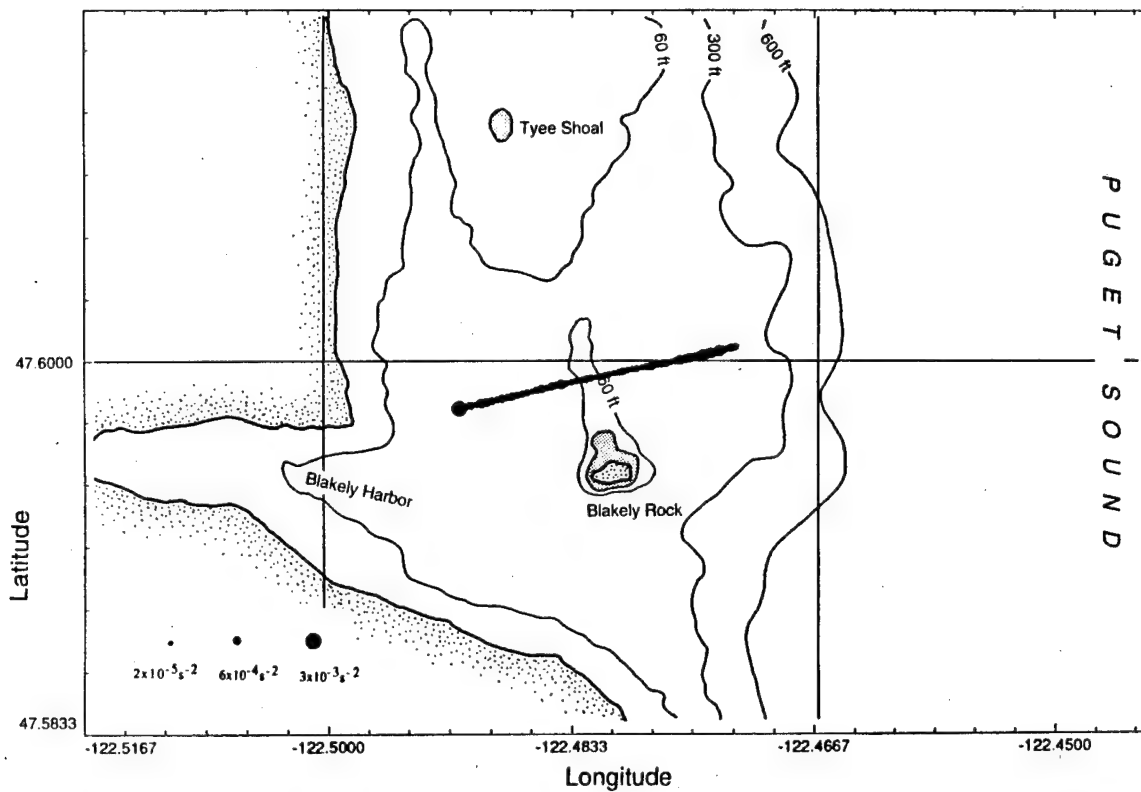 60 ft
300 ft
600 ft
Tyee Shoal
PUGET SOUND
47.6000
60 ft
Blakely Harbor
Blakely Rock
Latitude
2x10-5s-2
6x10-4s-2
3x10-3s-2
47.5833
-122.5167
-122.5000
-122.4833
-122.4667
-122.4500
Longitude